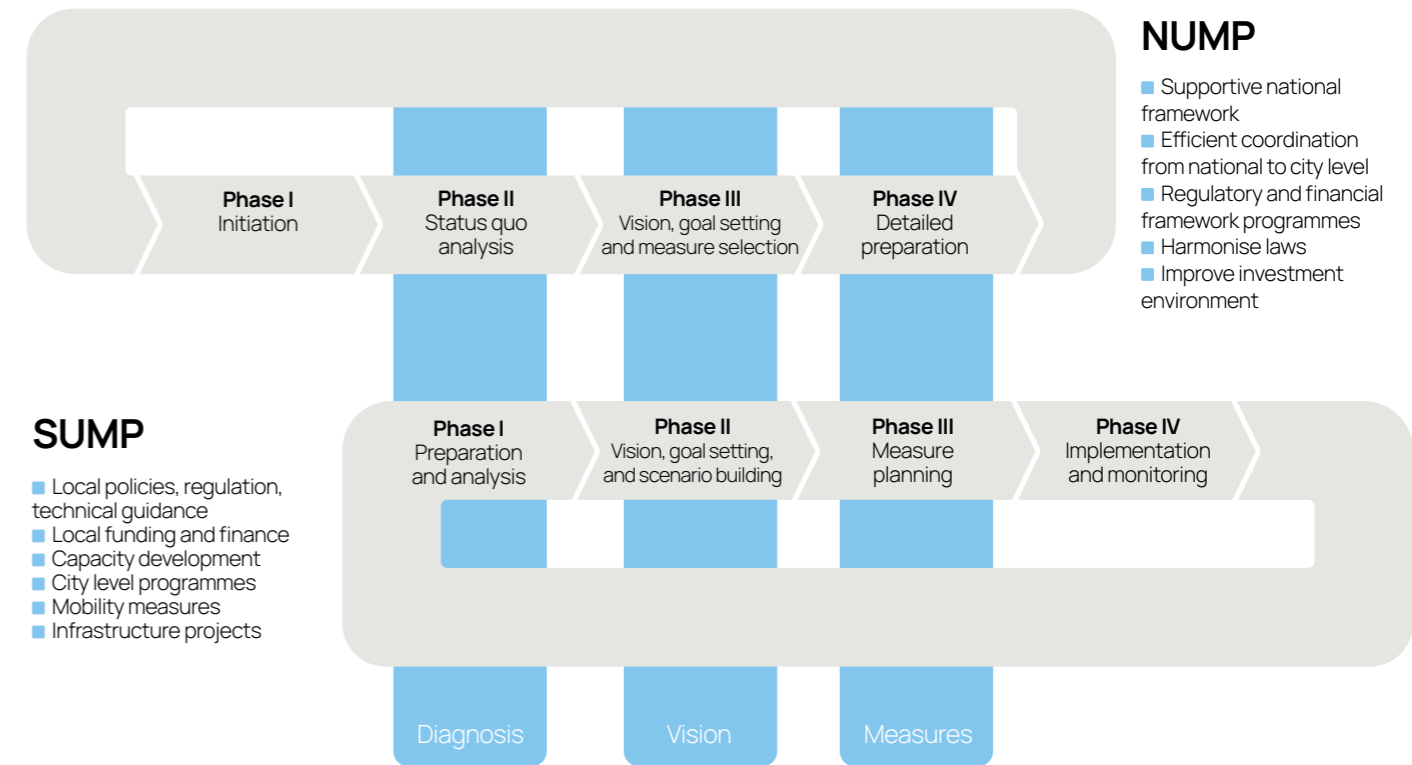 NUMP
Supportive national
framework
Efficient coordination
from national to city level
Regulatory and financial
framework programmes
Harmonise laws
Improve investment
environment
Phase I
Initiation
Phase II
Status quo
analysis
Phase III
Vision, goal setting
and measure selection
Phase IV
Detailed
preparation
SUMP
Local policies, regulation,
technical guidance
Local funding and finance
Capacity development
City level programmes
Mobility measures
Infrastructure projects
Phase I
Preparation
and analysis
Phase II
Vision, goal setting,
and scenario building
Phase III
Measure
planning
Phase IV
Implementation
and monitoring
Diagnosis
Vision
Measures